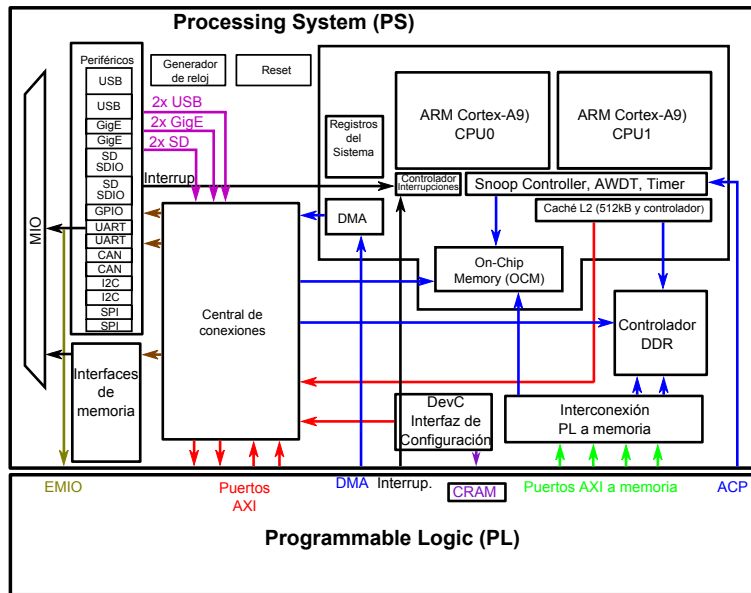 Processing System (PS)
Periféricos
USB
USB
GigE
GigE
SD
SDIO
SD
SDIO
GPIO
UART
UART
CAN
CAN
I2C
I2C
SPI
SPI
MIO
Generador
de reloj
Reset
2x USB
2x GigE
2x SD
Interrup.
Registros
del
Sistema
ARM Cortex-A9)
CPU0
ARM Cortex-A9)
CPU1
Controlador
Interrupciones
Snoop Controller, AWDT, Timer
DMA
Caché L2 (512kB y controlador)
On-Chip
Memory (OCM)
Central de
conexiones
Controlador
DDR
Interfaces
de
memoria
DevC
Interfaz de
Configuración
Interconexión
PL a memoria
EMIO
Puertos
AXI
DMA
Interrup.
CRAM
Puertos AXI a memoria
ACP
Programmable Logic (PL)